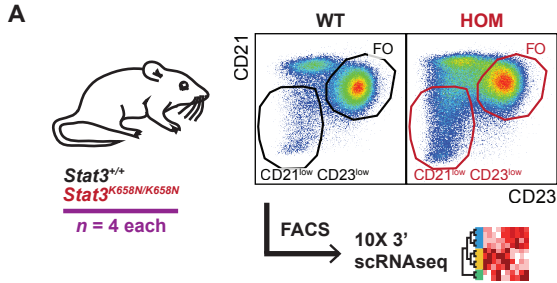 A
WT HOM
CD21
FO FO
CD21low CD23low CD21low CD23low
CD23
Stat3+/+
Stat3K658N/K658N
n = 4 each
FACS
10X 3’
scRNAseq